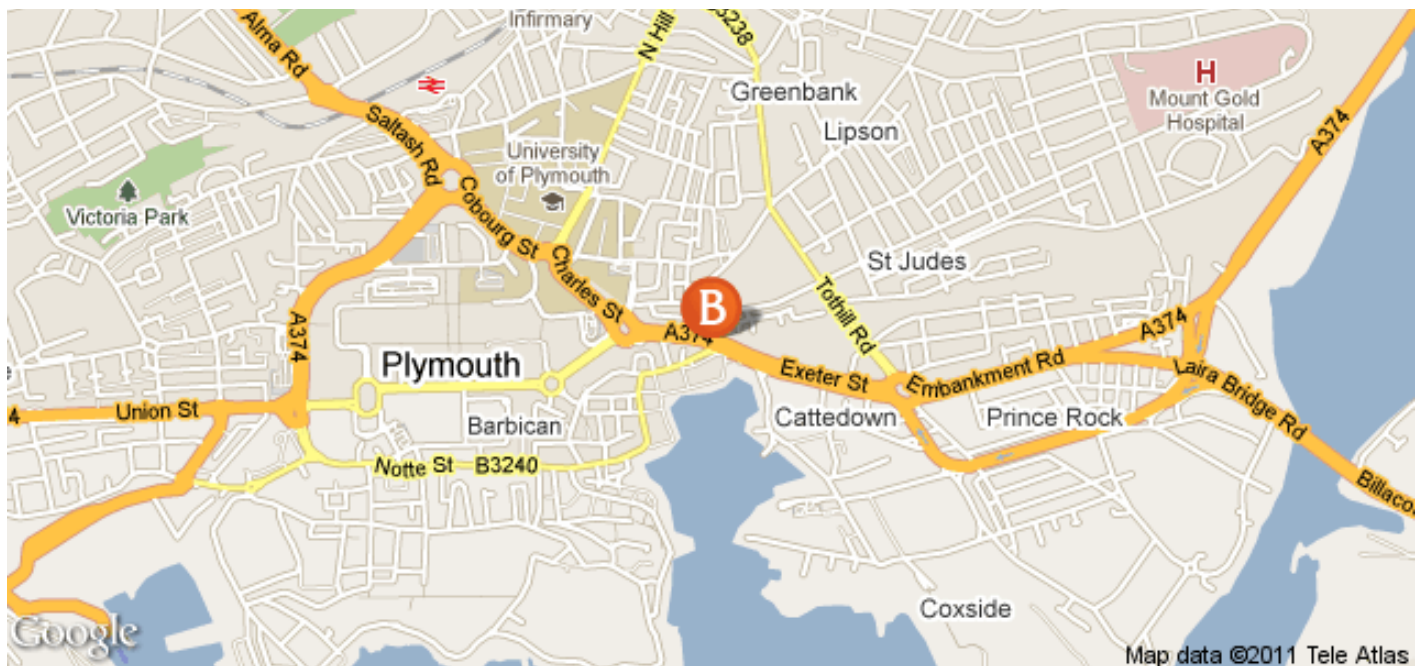 Infirmary
Alma Rd
N Hill
Greenbank
H
Mount Gold
Hospital
Lipson
A374
Saltash Rd
University
of Plymouth
Victoria Park
Cobourg St
Charles St
St Judes
Tothill Rd
B
A374
A374
A374
Plymouth
Exeter St
Embankment Rd
Laira Bridge Rd
Union St
Barbican
Cattedown
Prince Rock
Notte St
B3240
Coxside
Google
Map data ©2011 Tele Atlas